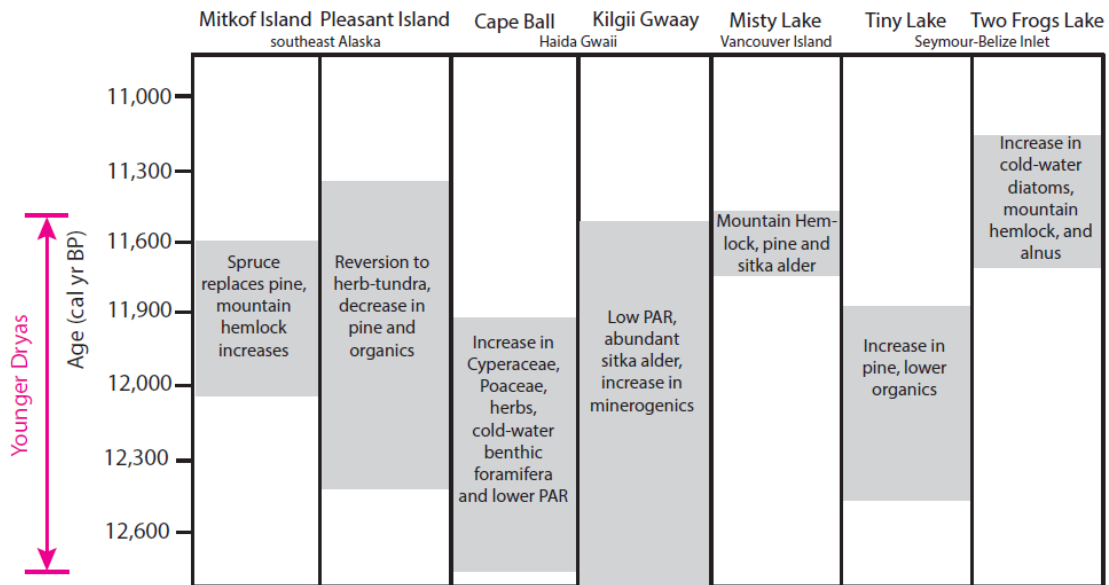 Mitkof Island Pleasant Island Cape Ball Kilgii Gwaay Misty Lake Tiny Lake Two Frogs Lake
southeast Alaska Haida Gwaii Vancouver Island Seymour-Belize Inlet
Younger Dryas
Age (cal yr BP)
11,000
11,300
11,600
11,900
12,000
12,300
12,600
Spruce
replaces pine,
mountain
hemlock
increases
Reversion to
herb-tundra,
decrease in
pine and
organics
Increase in
Cyperaceae,
Poaceae,
herbs,
cold-water
benthic
foramifera
and lower PAR
Low PAR,
abundant
sitka alder,
increase in
minerogenics
Mountain Hem-
lock, pine and
sitka alder
Increase in
pine, lower
organics
Increase in
cold-water
diatoms,
mountain
hemlock, and
alnus